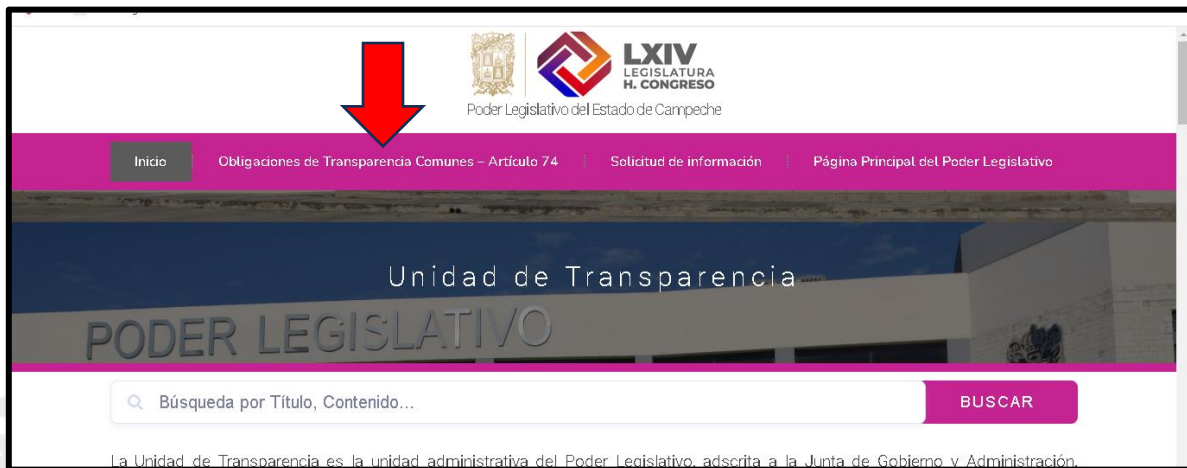 LXIV
LEGISLATURA
H. CONGRESO
Poder Legislativo del Estado de Campeche
Inicio Obligaciones de Transparencia Comunes – Artículo 74 Solicitud de información Página Principal del Poder Legislativo
Unidad de Transparencia
PODER LEGISLATIVO
Búsqueda por Título, Contenido... BUSCAR
La Unidad de Transparencia es la unidad administrativa del Poder Legislativo, adscrita a la Junta de Gobierno y Administración,